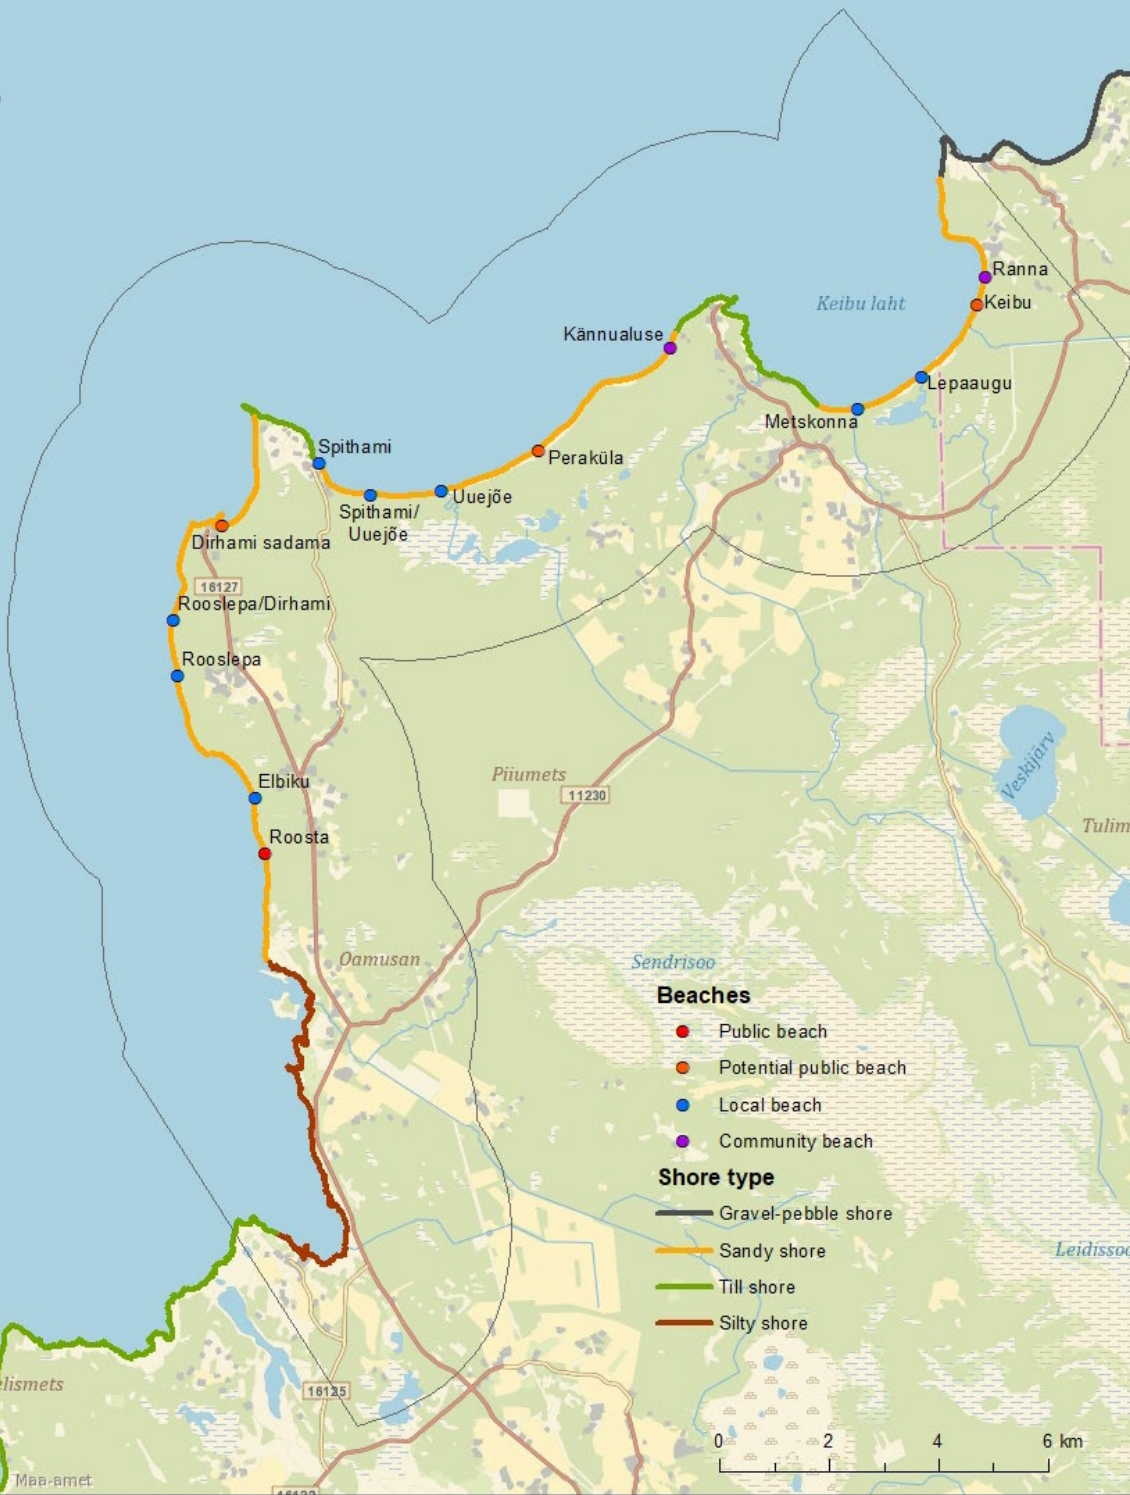 Ranna
Keibu laht
Keibu
Kännualuse
Lepaaugu
Metskonna
Spithami
Peraküla
Uuejõe
Spithami/
Uuejõe
Dirhami sadama
16127
Rooslepa/Dirhami
Rooslepa
Piiumets
Elbiku
11230
Veskijärv
Tulim
Roosta
Oamusan
Sendrisoo
Beaches
Public beach
Potential public beach
Local beach
Community beach
Shore type
Gravel-pebble shore
Sandy shore
Leidissoo
Till shore
Silty shore
elismets
16125
0 2 4 6 km
Maa-amet